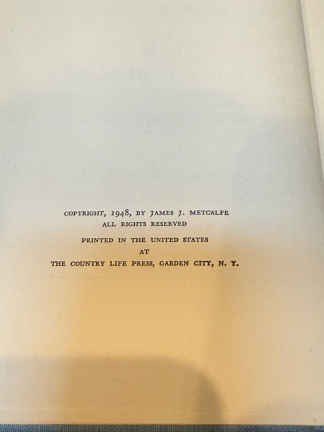 COPYRIGHT, 1948, BY JAMES J. METCALFE
ALL RIGHTS RESERVED
PRINTED IN THE UNITED STATES
AT
THE COUNTRY LIFE PRESS, GARDEN CITY, N. Y.